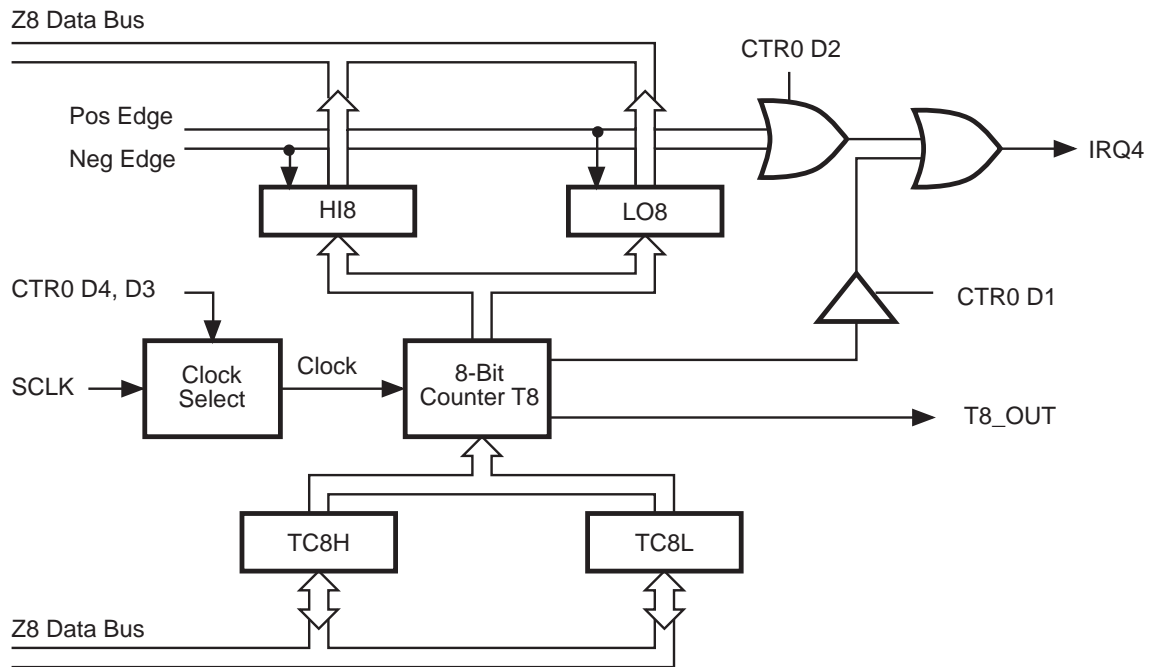 Z8 Data Bus
CTR0 D2
Pos Edge
Neg Edge
IRQ4
HI8
LO8
CTR0 D4, D3
CTR0 D1
SCLK
Clock
Select
Clock
8-Bit
Counter T8
T8_OUT
TC8H
TC8L
Z8 Data Bus